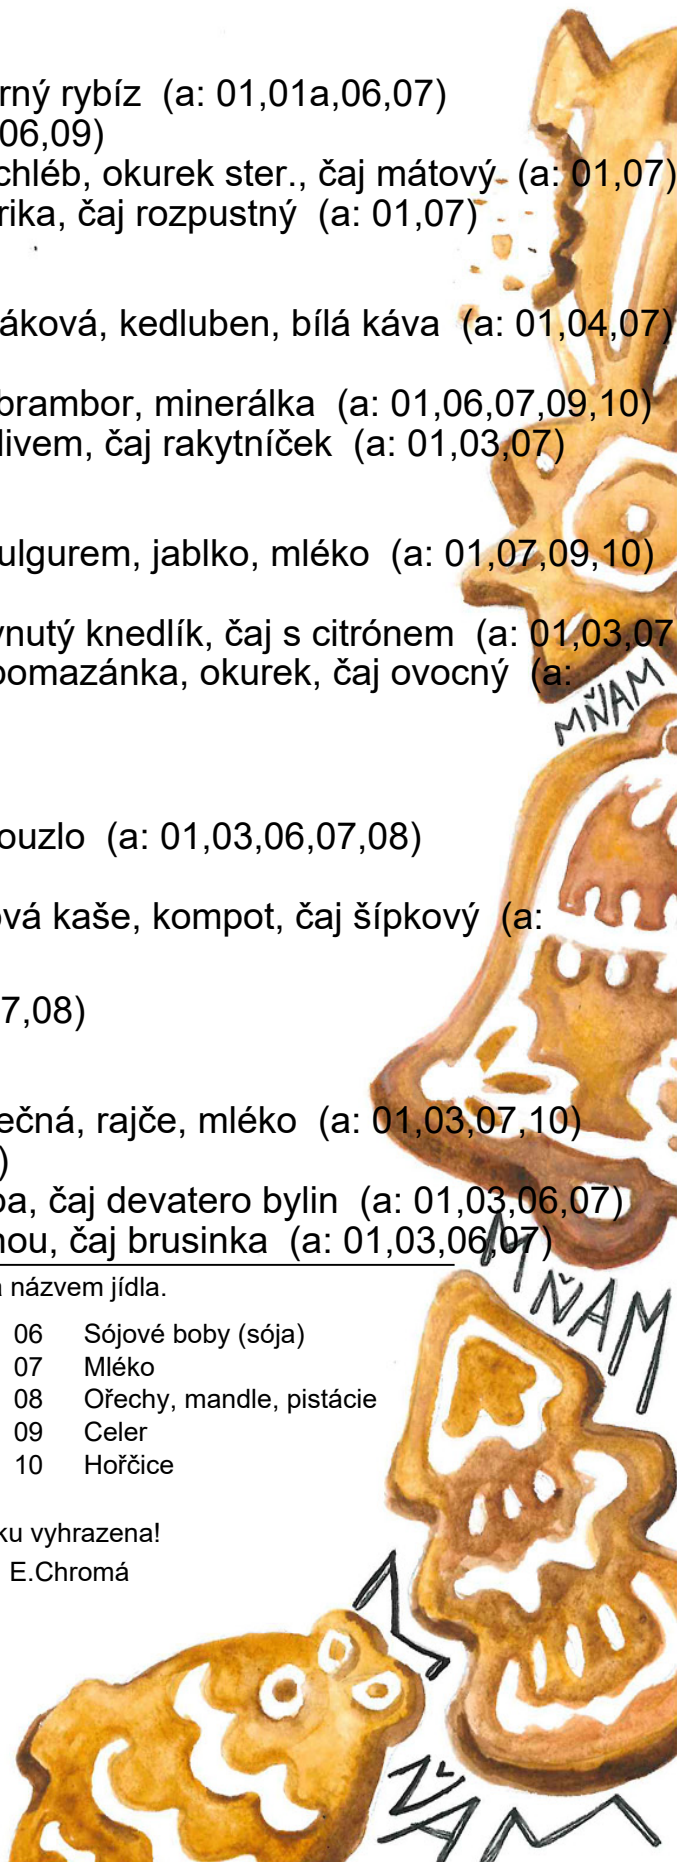 rný rybíz (a: 01,01a,06,07)
06,09)
chléb, okurek ster., čaj mátový (a: 01,07)
rika, čaj rozpustný (a: 01,07)
áková, kedluben, bílá káva (a: 01,04,07)
brambor, minerálka (a: 01,06,07,09,10)
livem, čaj rakytníček (a: 01,03,07)
ulgurem, jablko, mléko (a: 01,07,09,10)
ynutý knedlík, čaj s citrónem (a: 01,03,07
pomazánka, okurek, čaj ovocný (a:
MŇAM
ouzlo (a: 01,03,06,07,08)
ová kaše, kompot, čaj šípkový (a:
7,08)
ečná, rajče, mléko (a: 01,03,07,10)
)
pa, čaj devatero bylin (a: 01,03,06,07)
nou, čaj brusinka (a: 01,03,06,07)
a názvem jídla.
MŇAM
06 Sójové boby (sója)
07 Mléko
08 Ořechy, mandle, pistácie
09 Celer
10 Hořčice
ku vyhrazena!
E.Chromá
MŇAM